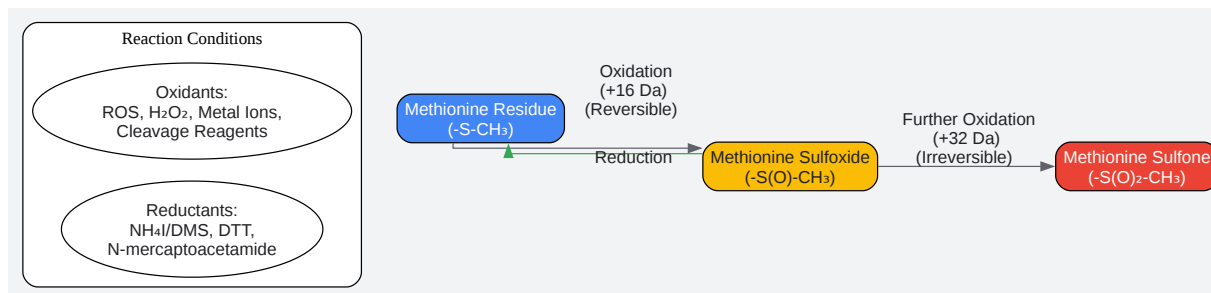 Reaction Conditions
Oxidants:
ROS, H₂O₂, Metal Ions,
Cleavage Reagents
Reductants:
NH₄I/DMS, DTT,
N-mercaptoacetamide
Methionine Residue
(-S-CH₃)
Oxidation
(+16 Da)
(Reversible)
Reduction
Methionine Sulfoxide
(-S(O)-CH₃)
Further Oxidation
(+32 Da)
(Irreversible)
Methionine Sulfone
(-S(O)₂-CH₃)